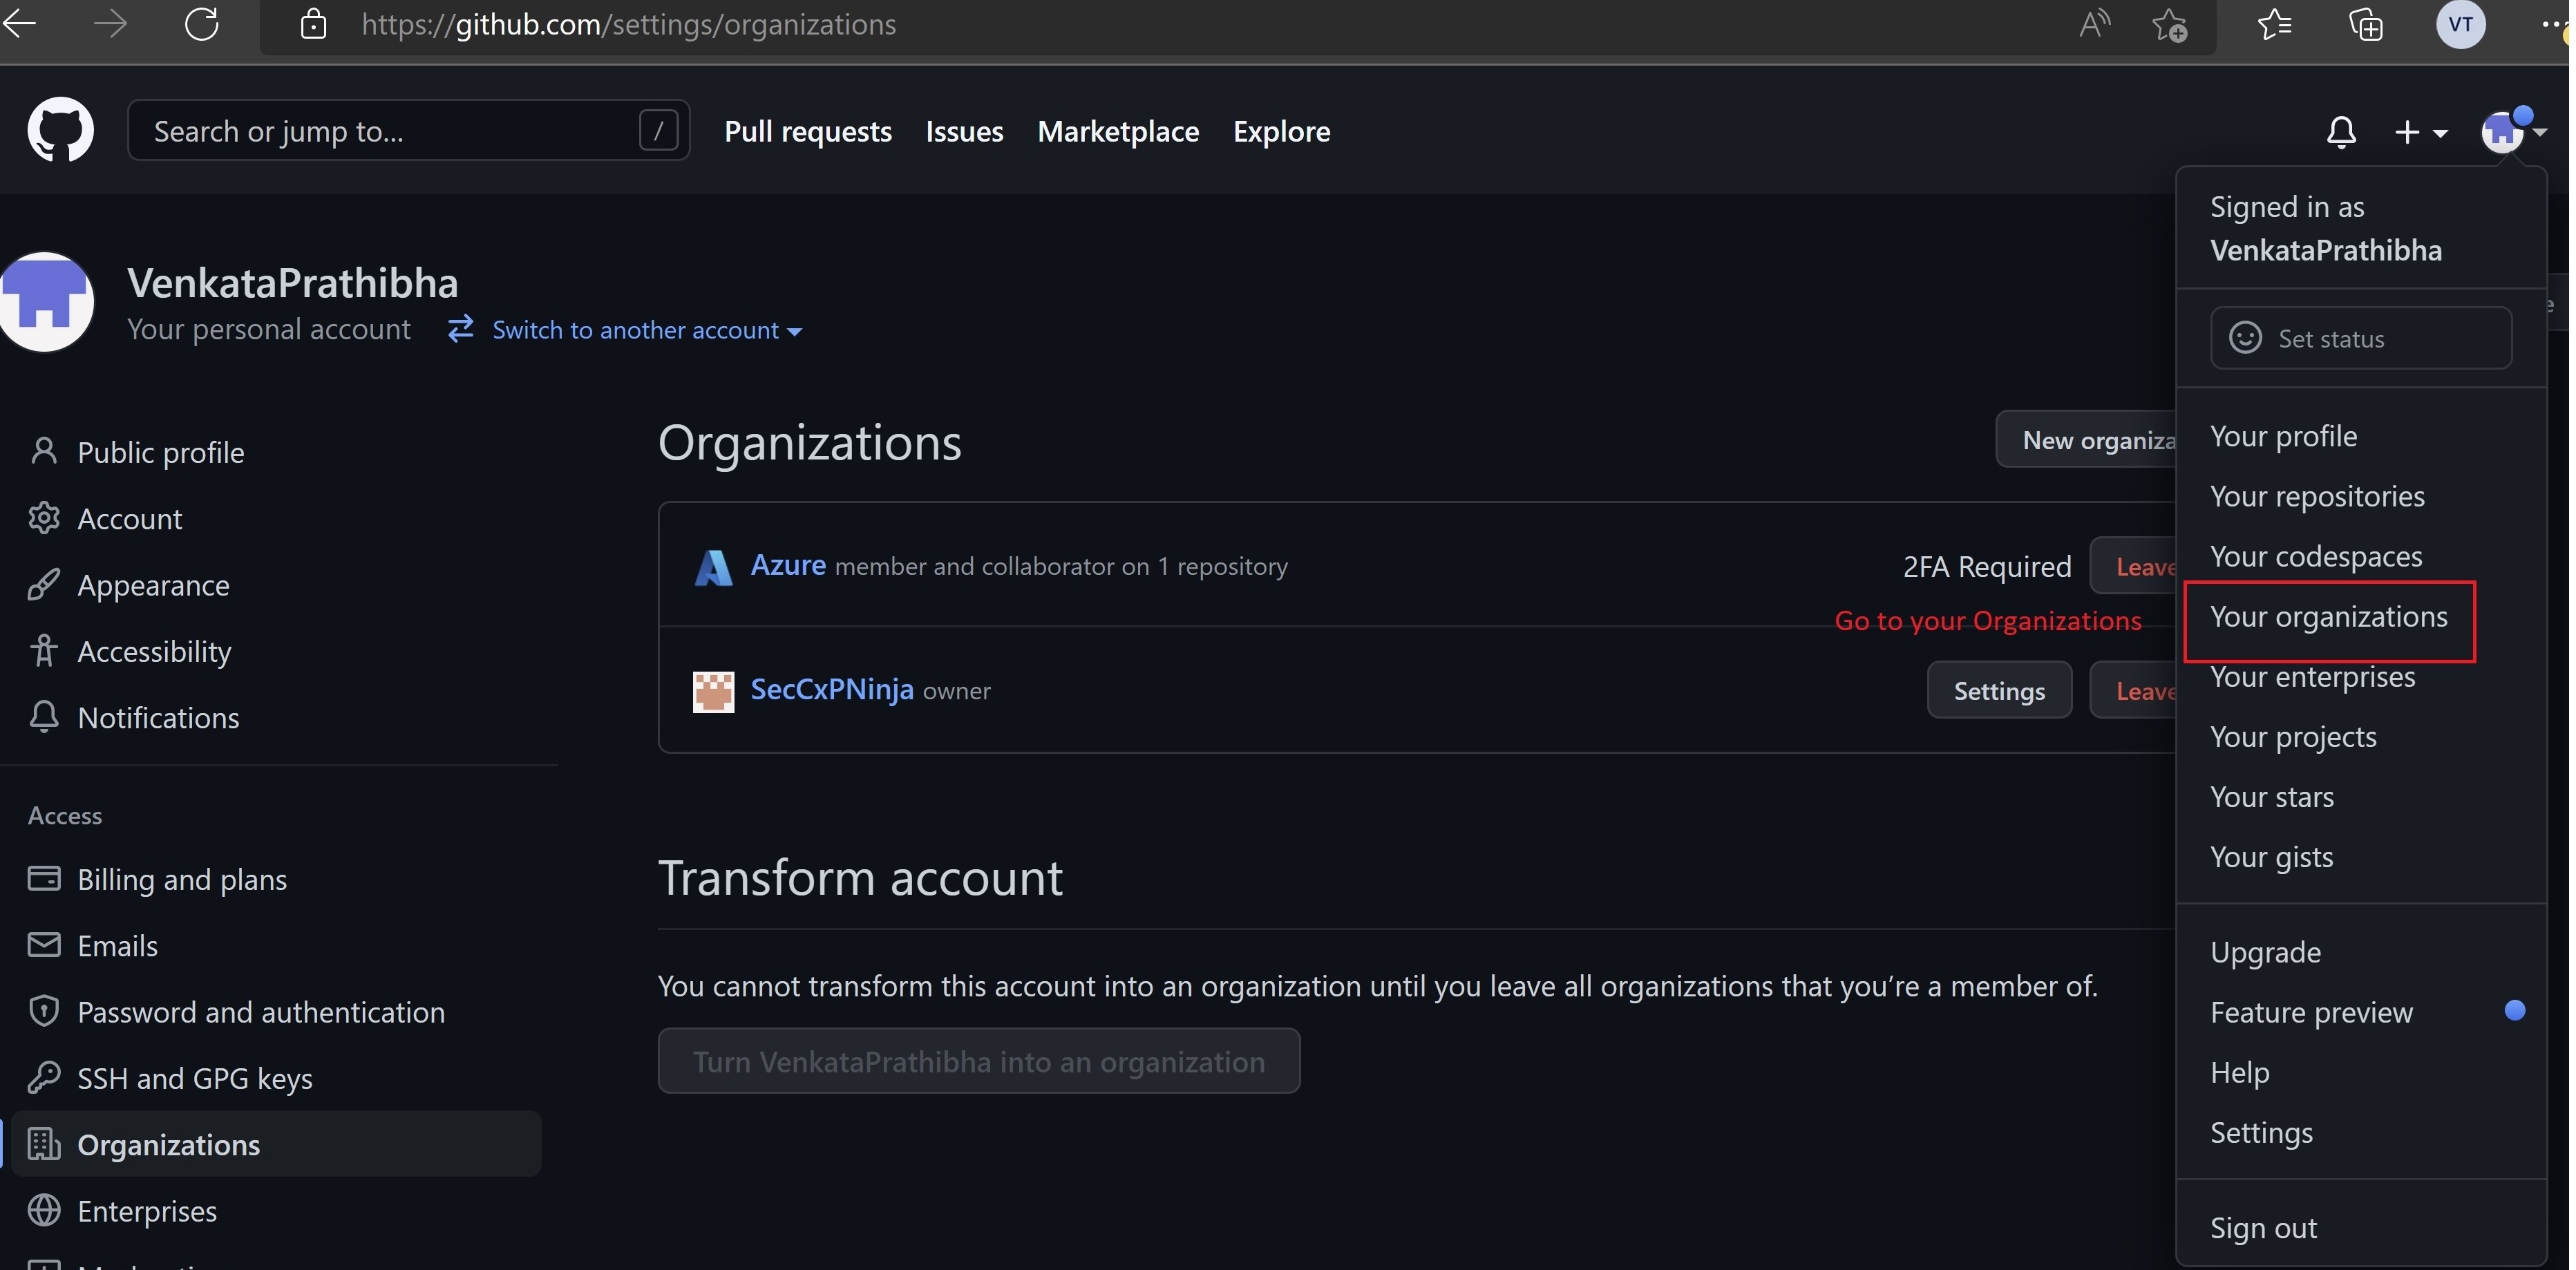 https://github.com/settings/organizations
VT
Search or jump to...
/
Pull requests
Issues
Marketplace
Explore
Signed in as
VenkataPrathibha
Set status
Your profile
Your repositories
Your codespaces
Your organizations
Your enterprises
Your projects
Your stars
Your gists
Upgrade
Feature preview
Help
Settings
Sign out
VenkataPrathibha
Your personal account
Switch to another account
Public profile
Account
Appearance
Accessibility
Notifications
Access
Billing and plans
Emails
Password and authentication
SSH and GPG keys
Organizations
Enterprises
Organizations
New organiza
Azure member and collaborator on 1 repository
2FA Required
Leave
Go to your Organizations
SecCxPNinja owner
Settings
Leave
Transform account
You cannot transform this account into an organization until you leave all organizations that you’re a member of.
Turn VenkataPrathibha into an organization